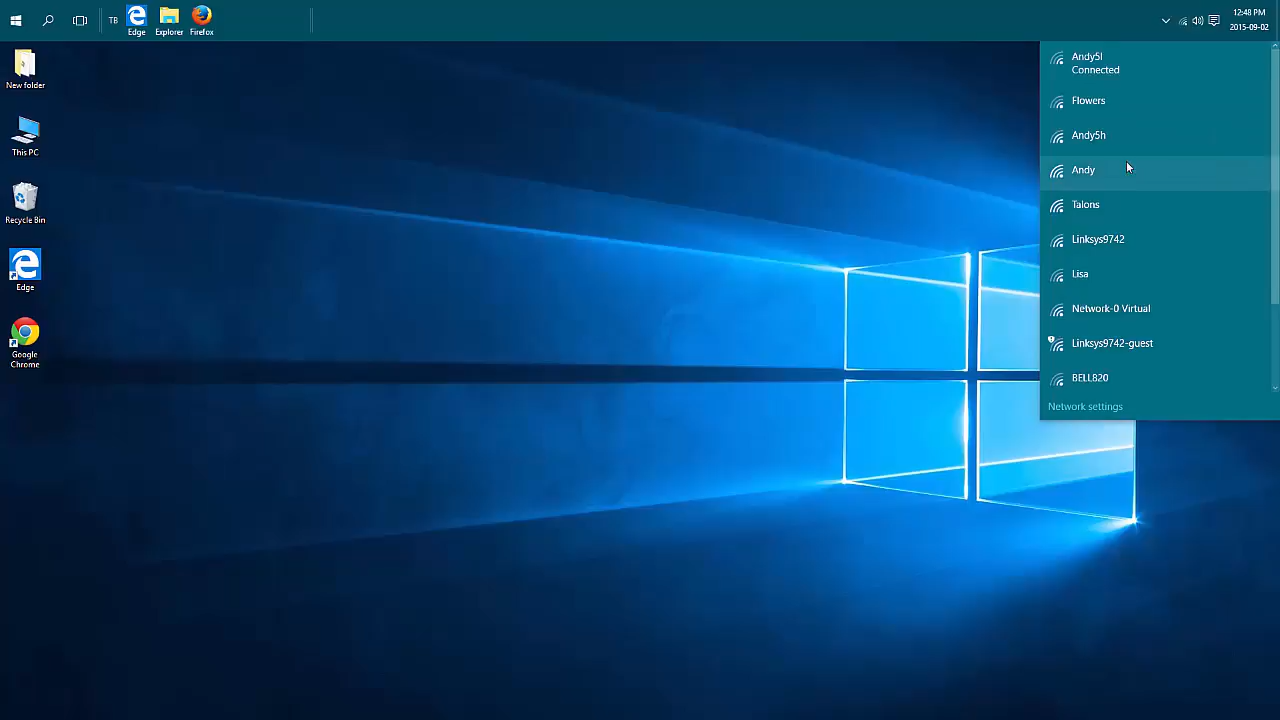 TB
Edge
Explorer
Firefox
12:48 PM
2015-09-02
New folder
This PC
Recycle Bin
Edge
Google
Chrome
Andy5l
Connected
Flowers
Andy5h
Andy
Talons
Linksys9742
Lisa
Network-0 Virtual
Linksys9742-guest
BELL820
Network settings